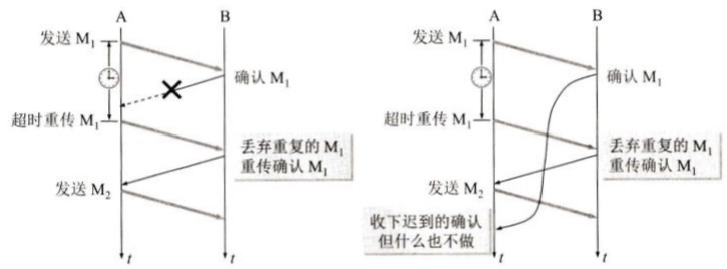 A
B
发送 M₁
确认 M₁
超时重传 M₁
丢弃重复的 M₁
重传确认 M₁
发送 M₂
t
t
A
B
发送 M₁
确认 M₁
超时重传 M₁
丢弃重复的 M₁
重传确认 M₁
发送 M₂
收下迟到的确认
但什么也不做
t
t